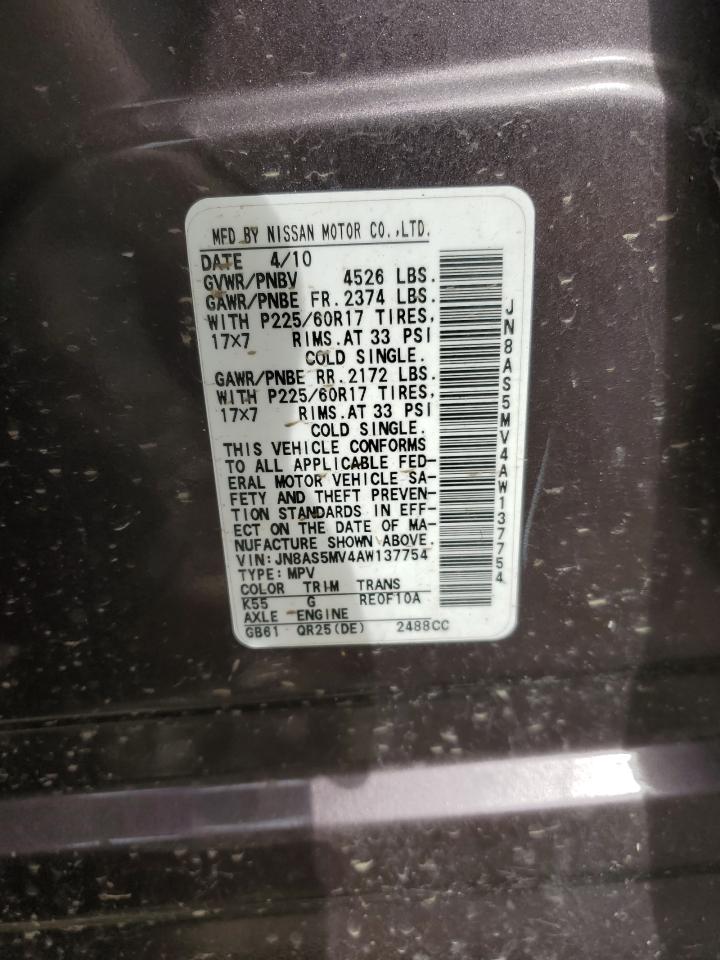 MFD BY NISSAN MOTOR CO.,LTD.
DATE 4/10
GVWR/PNBV 4526 LBS.
GAWR/PNBE FR.2374 LBS.
WITH P225/60R17 TIRES,
17×7 RIMS.AT 33 PSI
COLD SINGLE.
GAWR/PNBE RR.2172 LBS.
WITH P225/60R17 TIRES,
17×7 RIMS.AT 33 PSI
COLD SINGLE.
THIS VEHICLE CONFORMS
TO ALL APPLICABLE FED-
ERAL MOTOR VEHICLE SA-
FETY AND THEFT PREVEN-
TION STANDARDS IN EFF-
ECT ON THE DATE OF MA-
NUFACTURE SHOWN ABOVE.
VIN:JN8AS5MV4AW137754
TYPE:MPV
COLOR TRIM TRANS
K55 G RE0F10A
AXLE ENGINE
GB61 QR25(DE) 2488CC
JN8AS5MV4AW137754